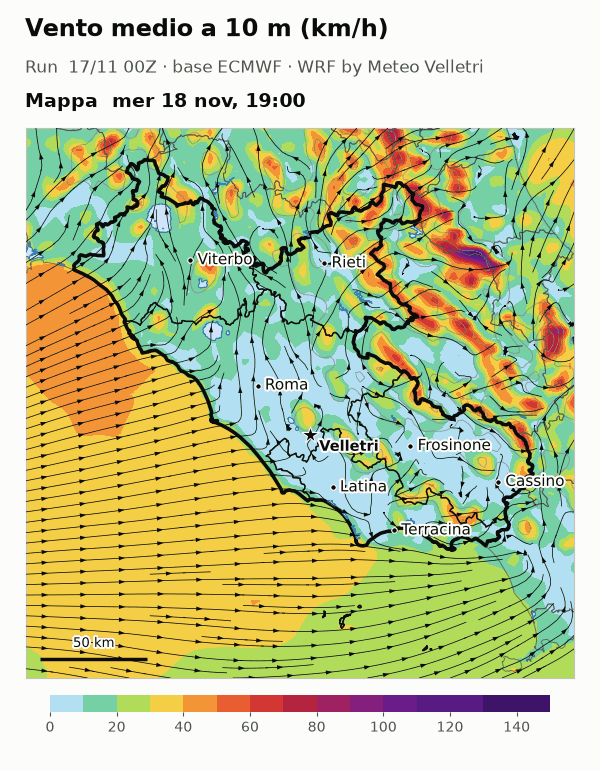 Vento medio a 10 m (km/h)
Run  17/11 00Z · base ECMWF · WRF by Meteo Velletri
Mappa  mer 18 nov, 19:00
Viterbo
Rieti
Roma
Velletri
Frosinone
Cassino
Latina
Terracina
50 km
0 20 40 60 80 100 120 140